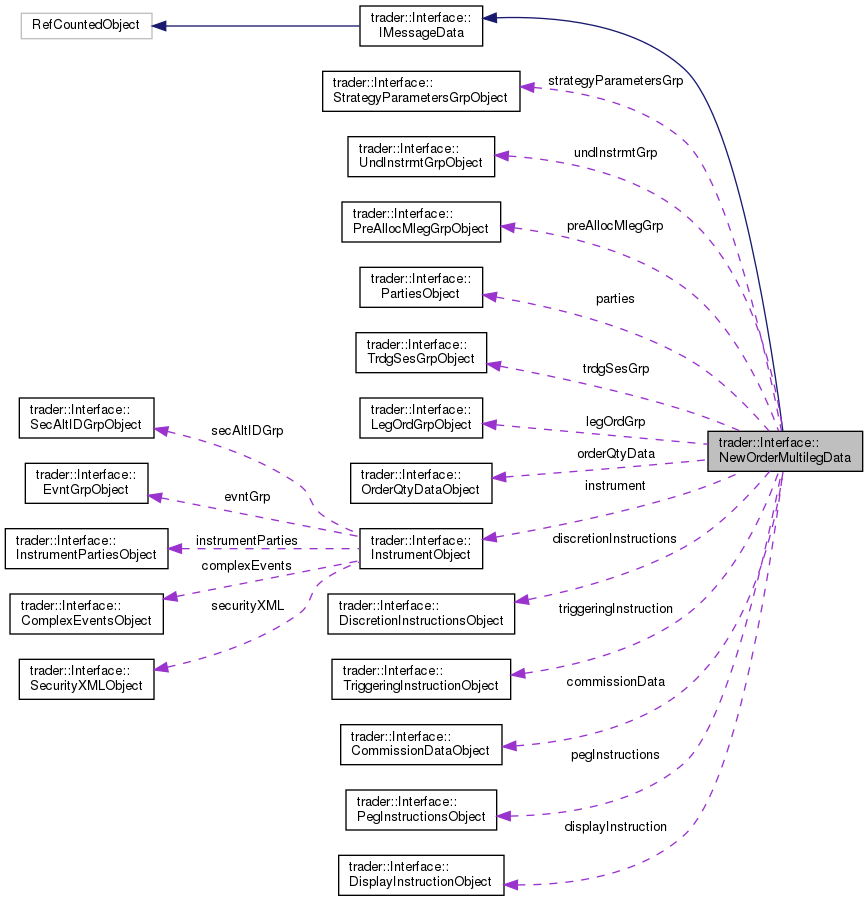 RefCountedObject
trader::Interface::
IMessageData
strategyParametersGrp
trader::Interface::
StrategyParametersGrpObject
undInstrmtGrp
trader::Interface::
UndInstrmtGrpObject
preAllocMlegGrp
trader::Interface::
PreAllocMlegGrpObject
parties
trader::Interface::
PartiesObject
trdgSesGrp
trader::Interface::
TrdgSesGrpObject
legOrdGrp
trader::Interface::
LegOrdGrpObject
trader::Interface::
NewOrderMultilegData
orderQtyData
trader::Interface::
OrderQtyDataObject
instrument
trader::Interface::
InstrumentObject
secAltIDGrp
trader::Interface::
SecAltIDGrpObject
evntGrp
trader::Interface::
EvntGrpObject
instrumentParties
trader::Interface::
InstrumentPartiesObject
complexEvents
trader::Interface::
ComplexEventsObject
securityXML
trader::Interface::
SecurityXMLObject
discretionInstructions
trader::Interface::
DiscretionInstructionsObject
triggeringInstruction
trader::Interface::
TriggeringInstructionObject
commissionData
trader::Interface::
CommissionDataObject
pegInstructions
trader::Interface::
PegInstructionsObject
displayInstruction
trader::Interface::
DisplayInstructionObject